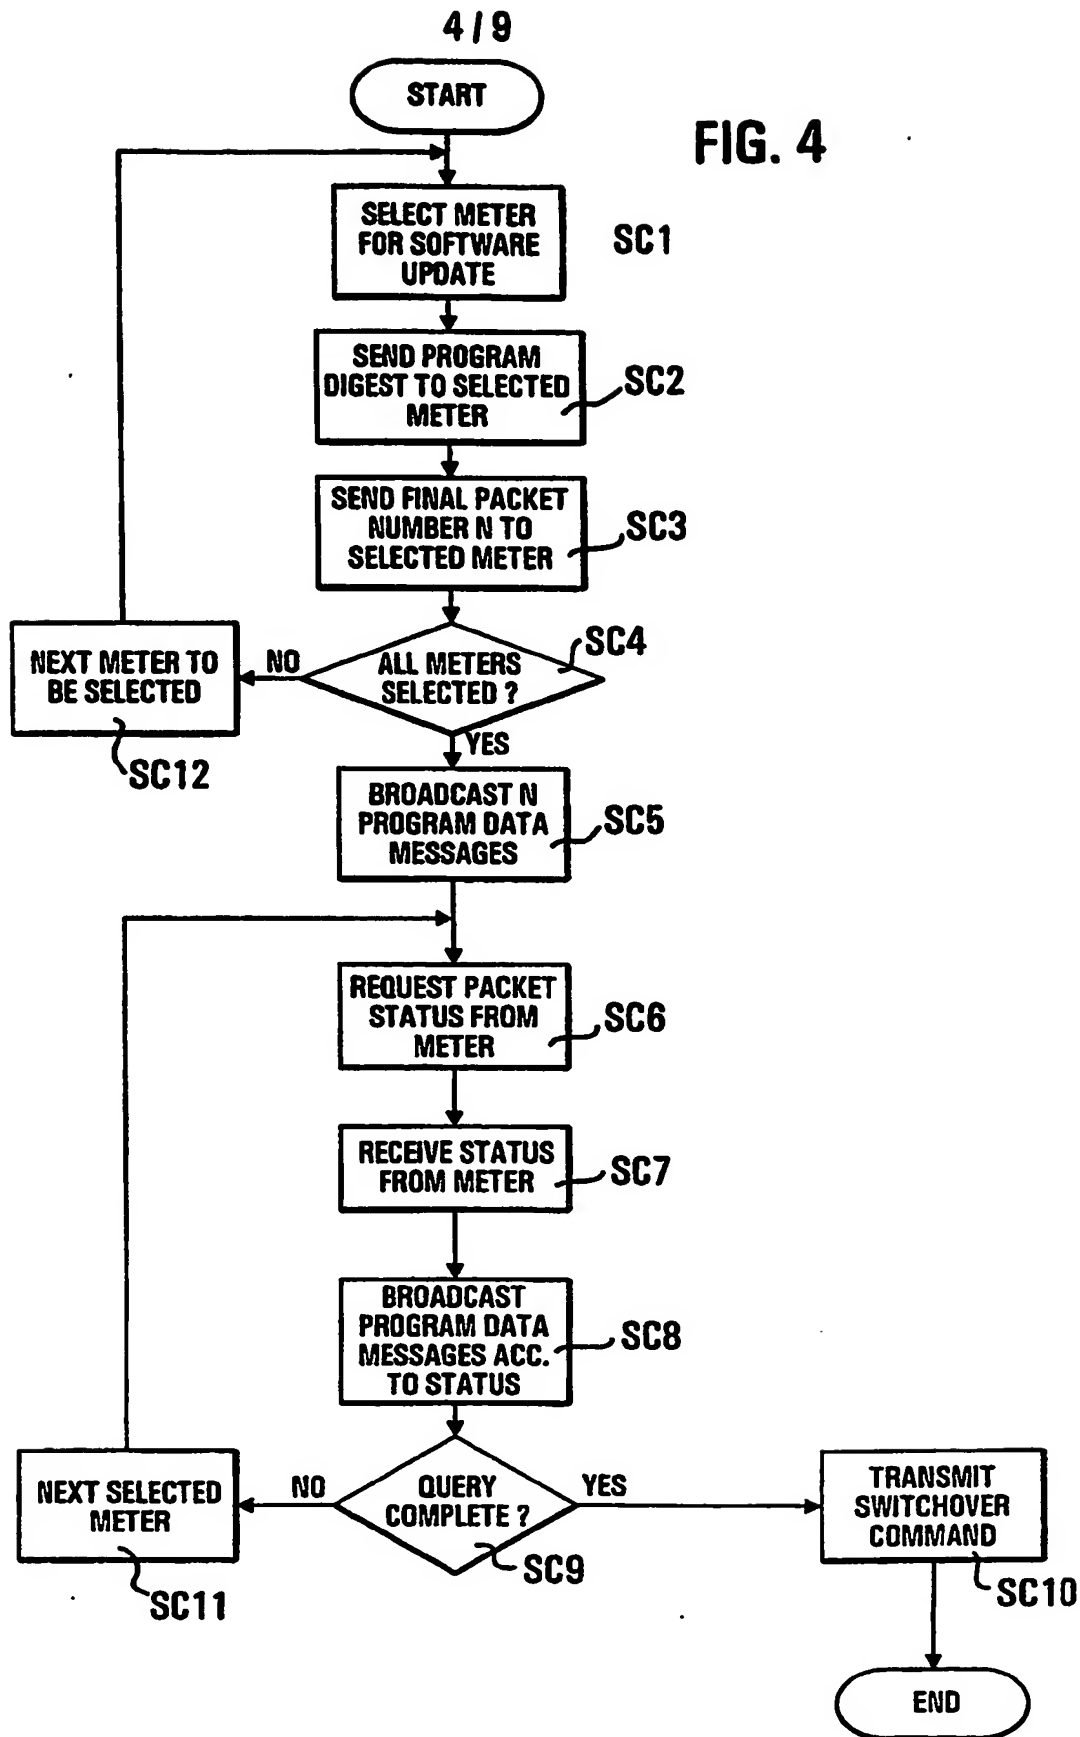 4/9
START
FIG. 4
SELECT METER
FOR SOFTWARE
UPDATE
SC1
SEND PROGRAM
DIGEST TO SELECTED
METER
SC2
SEND FINAL PACKET
NUMBER N TO
SELECTED METER
SC3
ALL METERS
SELECTED ?
SC4
NO
NEXT METER TO
BE SELECTED
SC12
YES
BROADCAST N
PROGRAM DATA
MESSAGES
SC5
REQUEST PACKET
STATUS FROM
METER
SC6
RECEIVE STATUS
FROM METER
SC7
BROADCAST
PROGRAM DATA
MESSAGES ACC.
TO STATUS
SC8
QUERY
COMPLETE ?
SC9
NO
NEXT SELECTED
METER
SC11
YES
TRANSMIT
SWITCHOVER
COMMAND
SC10
END